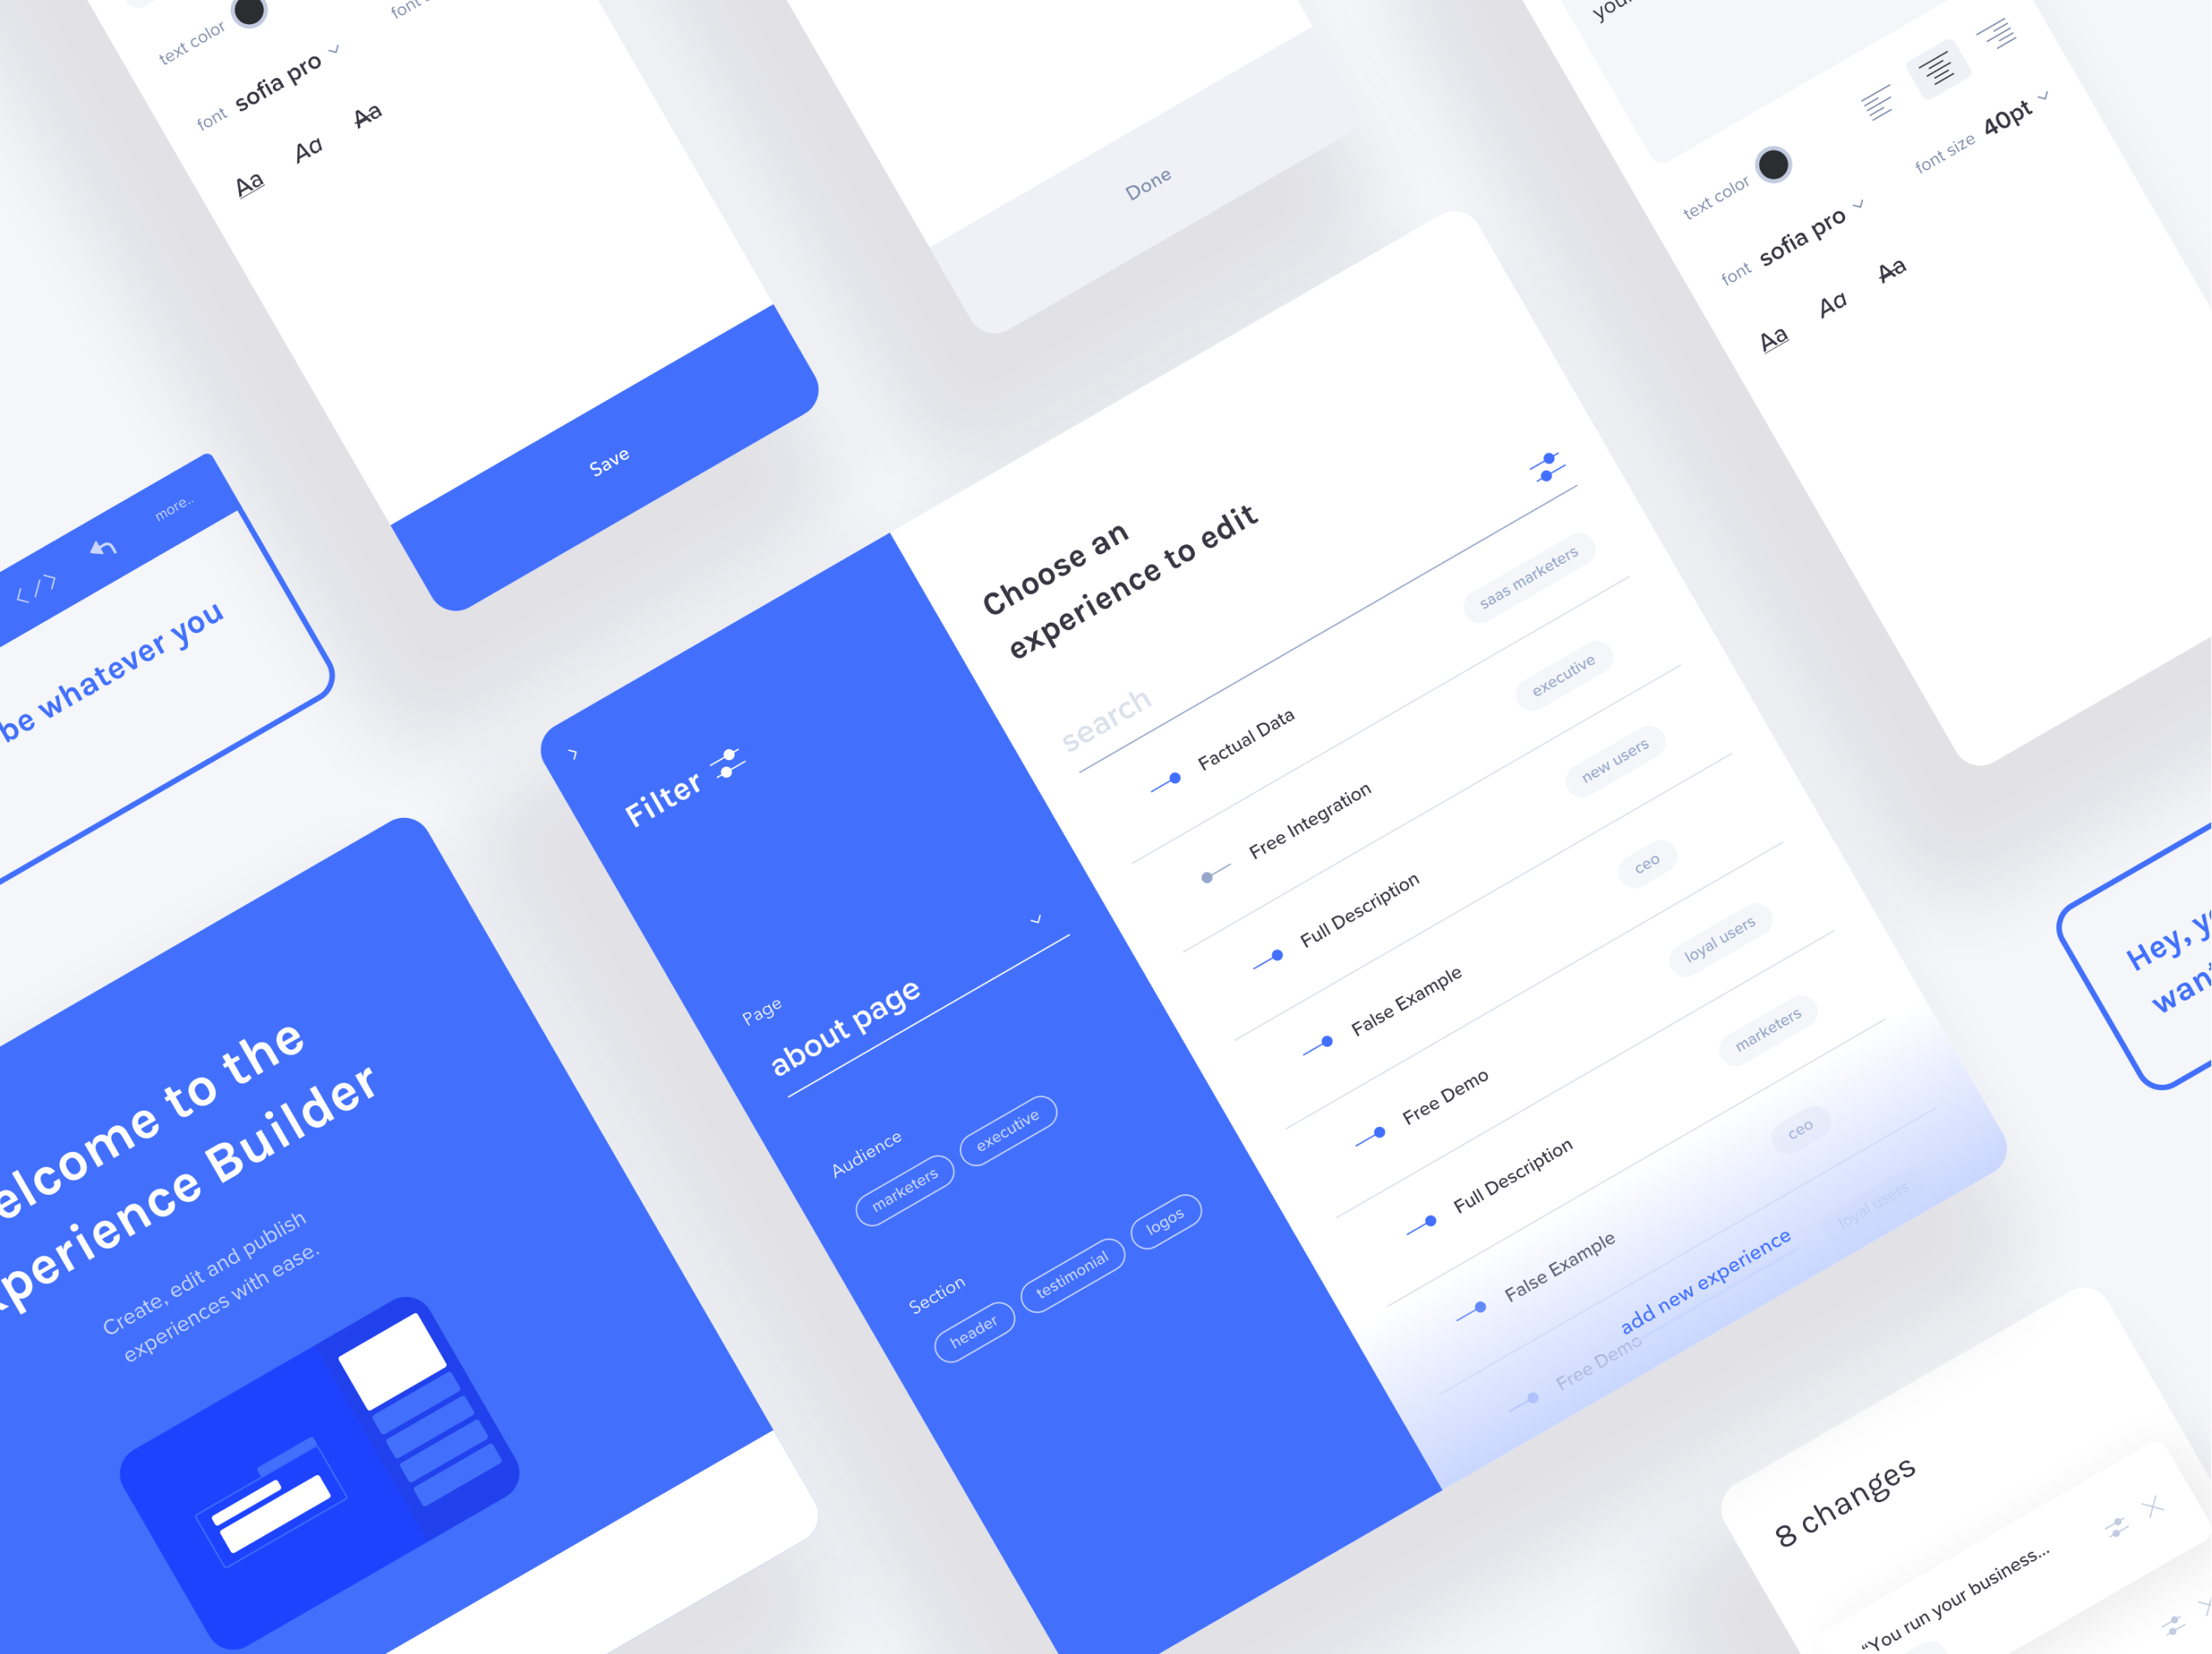 text color
font sofia pro
font
Aa
Aa
Aa
Save
more..
be whatever you
elcome to the
xperience Builder
Create, edit and publish
experiences with ease.
Done
Filter
Page
about page
Audience
marketers
executive
Section
header
testimonial
logos
Choose an
experience to edit
search
Factual Data
saas marketers
Free Integration
executive
Full Description
new users
False Example
ceo
Free Demo
loyal users
Full Description
marketers
False Example
ceo
Free Demo
loyal users
add new experience
text color
font size 40pt
font sofia pro
Aa
Aa
Aa
Hey, y
want
8 changes
“You run your business...